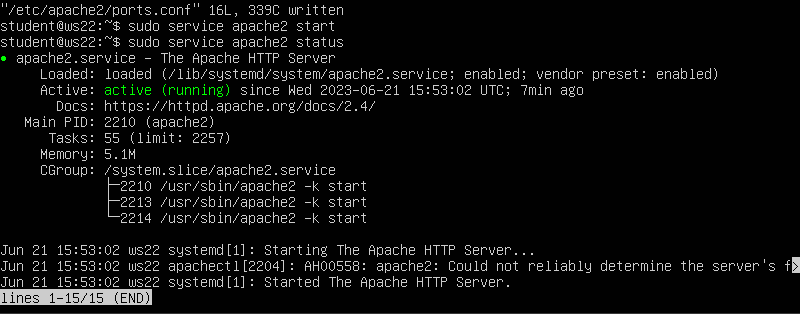 "/etc/apache2/ports.conf" 16L, 339C written
student@ws22:~$ sudo service apache2 start
student@ws22:~$ sudo service apache2 status
● apache2.service - The Apache HTTP Server
     Loaded: loaded (/lib/systemd/system/apache2.service; enabled; vendor preset: enabled)
     Active: active (running) since Wed 2023-06-21 15:53:02 UTC; 7min ago
       Docs: https://httpd.apache.org/docs/2.4/
   Main PID: 2210 (apache2)
      Tasks: 55 (limit: 2257)
     Memory: 5.1M
     CGroup: /system.slice/apache2.service
             ├─2210 /usr/sbin/apache2 -k start
             ├─2213 /usr/sbin/apache2 -k start
             └─2214 /usr/sbin/apache2 -k start

Jun 21 15:53:02 ws22 systemd[1]: Starting The Apache HTTP Server...
Jun 21 15:53:02 ws22 apachectl[2204]: AH00558: apache2: Could not reliably determine the server's f>
Jun 21 15:53:02 ws22 systemd[1]: Started The Apache HTTP Server.
lines 1-15/15 (END)